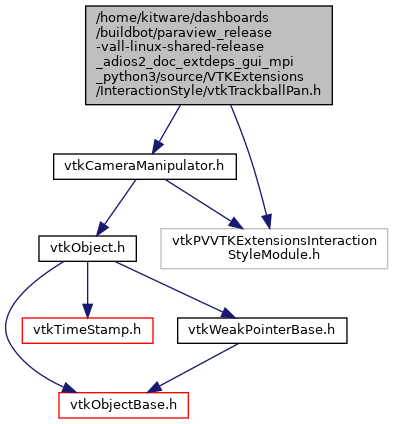 /home/kitware/dashboards
/buildbot/paraview_release
-vall-linux-shared-release
_adios2_doc_extdeps_gui_mpi
_python3/source/VTKExtensions
/InteractionStyle/vtkTrackballPan.h
vtkCameraManipulator.h
vtkObject.h
vtkPVVTKExtensionsInteraction
StyleModule.h
vtkTimeStamp.h
vtkWeakPointerBase.h
vtkObjectBase.h